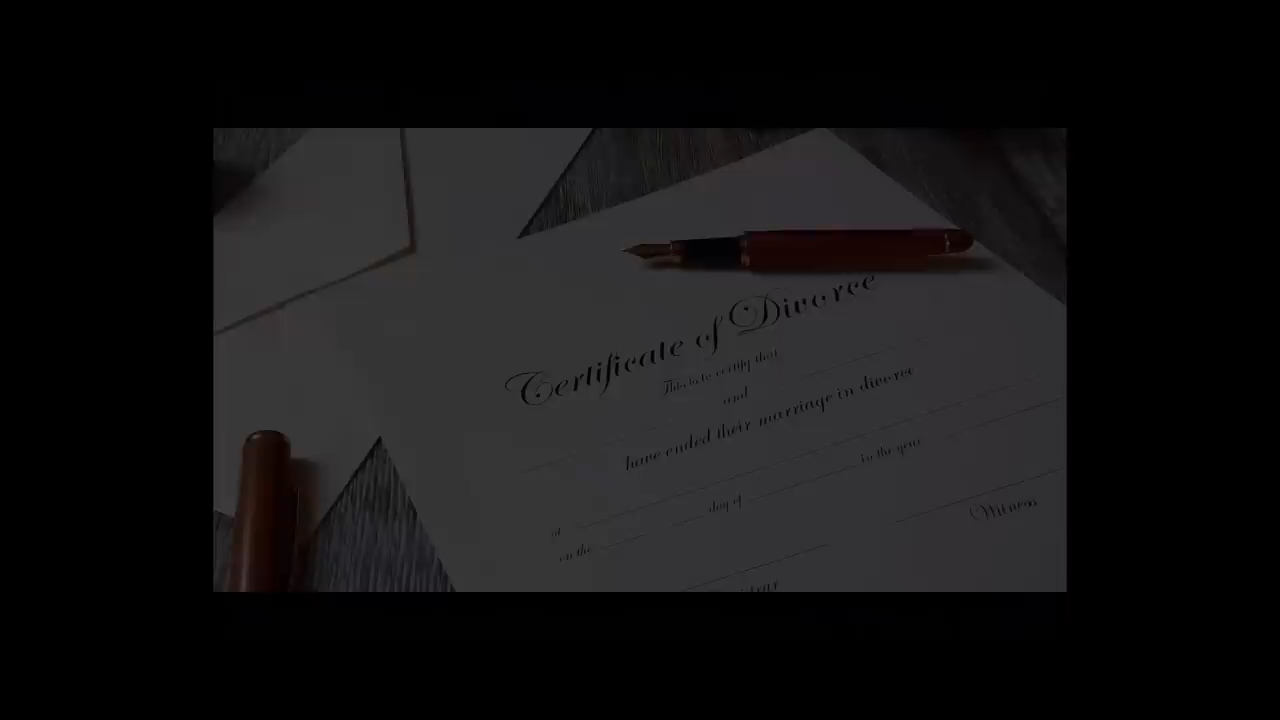 Certificate of Divorce
This is to certify that
and
have ended their marriage in divorce
at
on the day of in the year
Witness